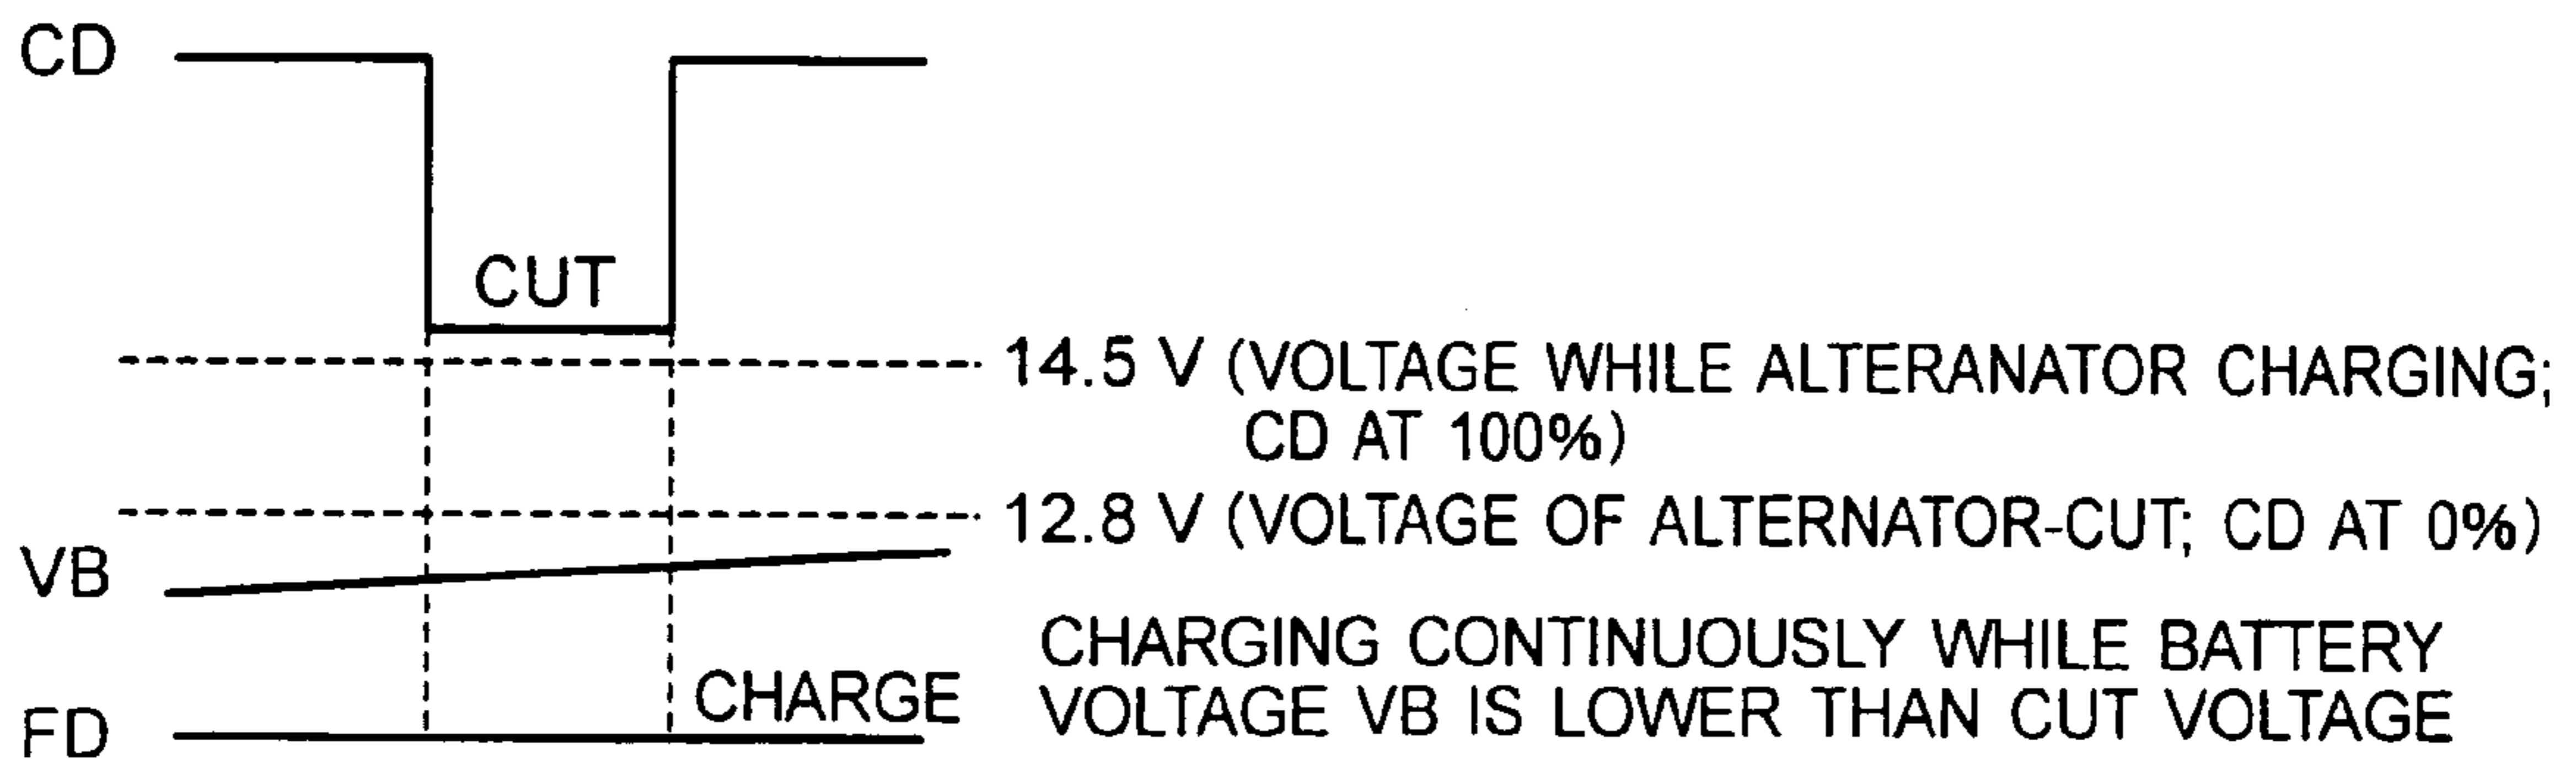 CD
CUT
14.5 V (VOLTAGE WHILE ALTERANATOR CHARGING;
CD AT 100%)
12.8 V (VOLTAGE OF ALTERNATOR-CUT; CD AT 0%)
VB
CHARGING CONTINUOUSLY WHILE BATTERY
VOLTAGE VB IS LOWER THAN CUT VOLTAGE
CHARGE
FD